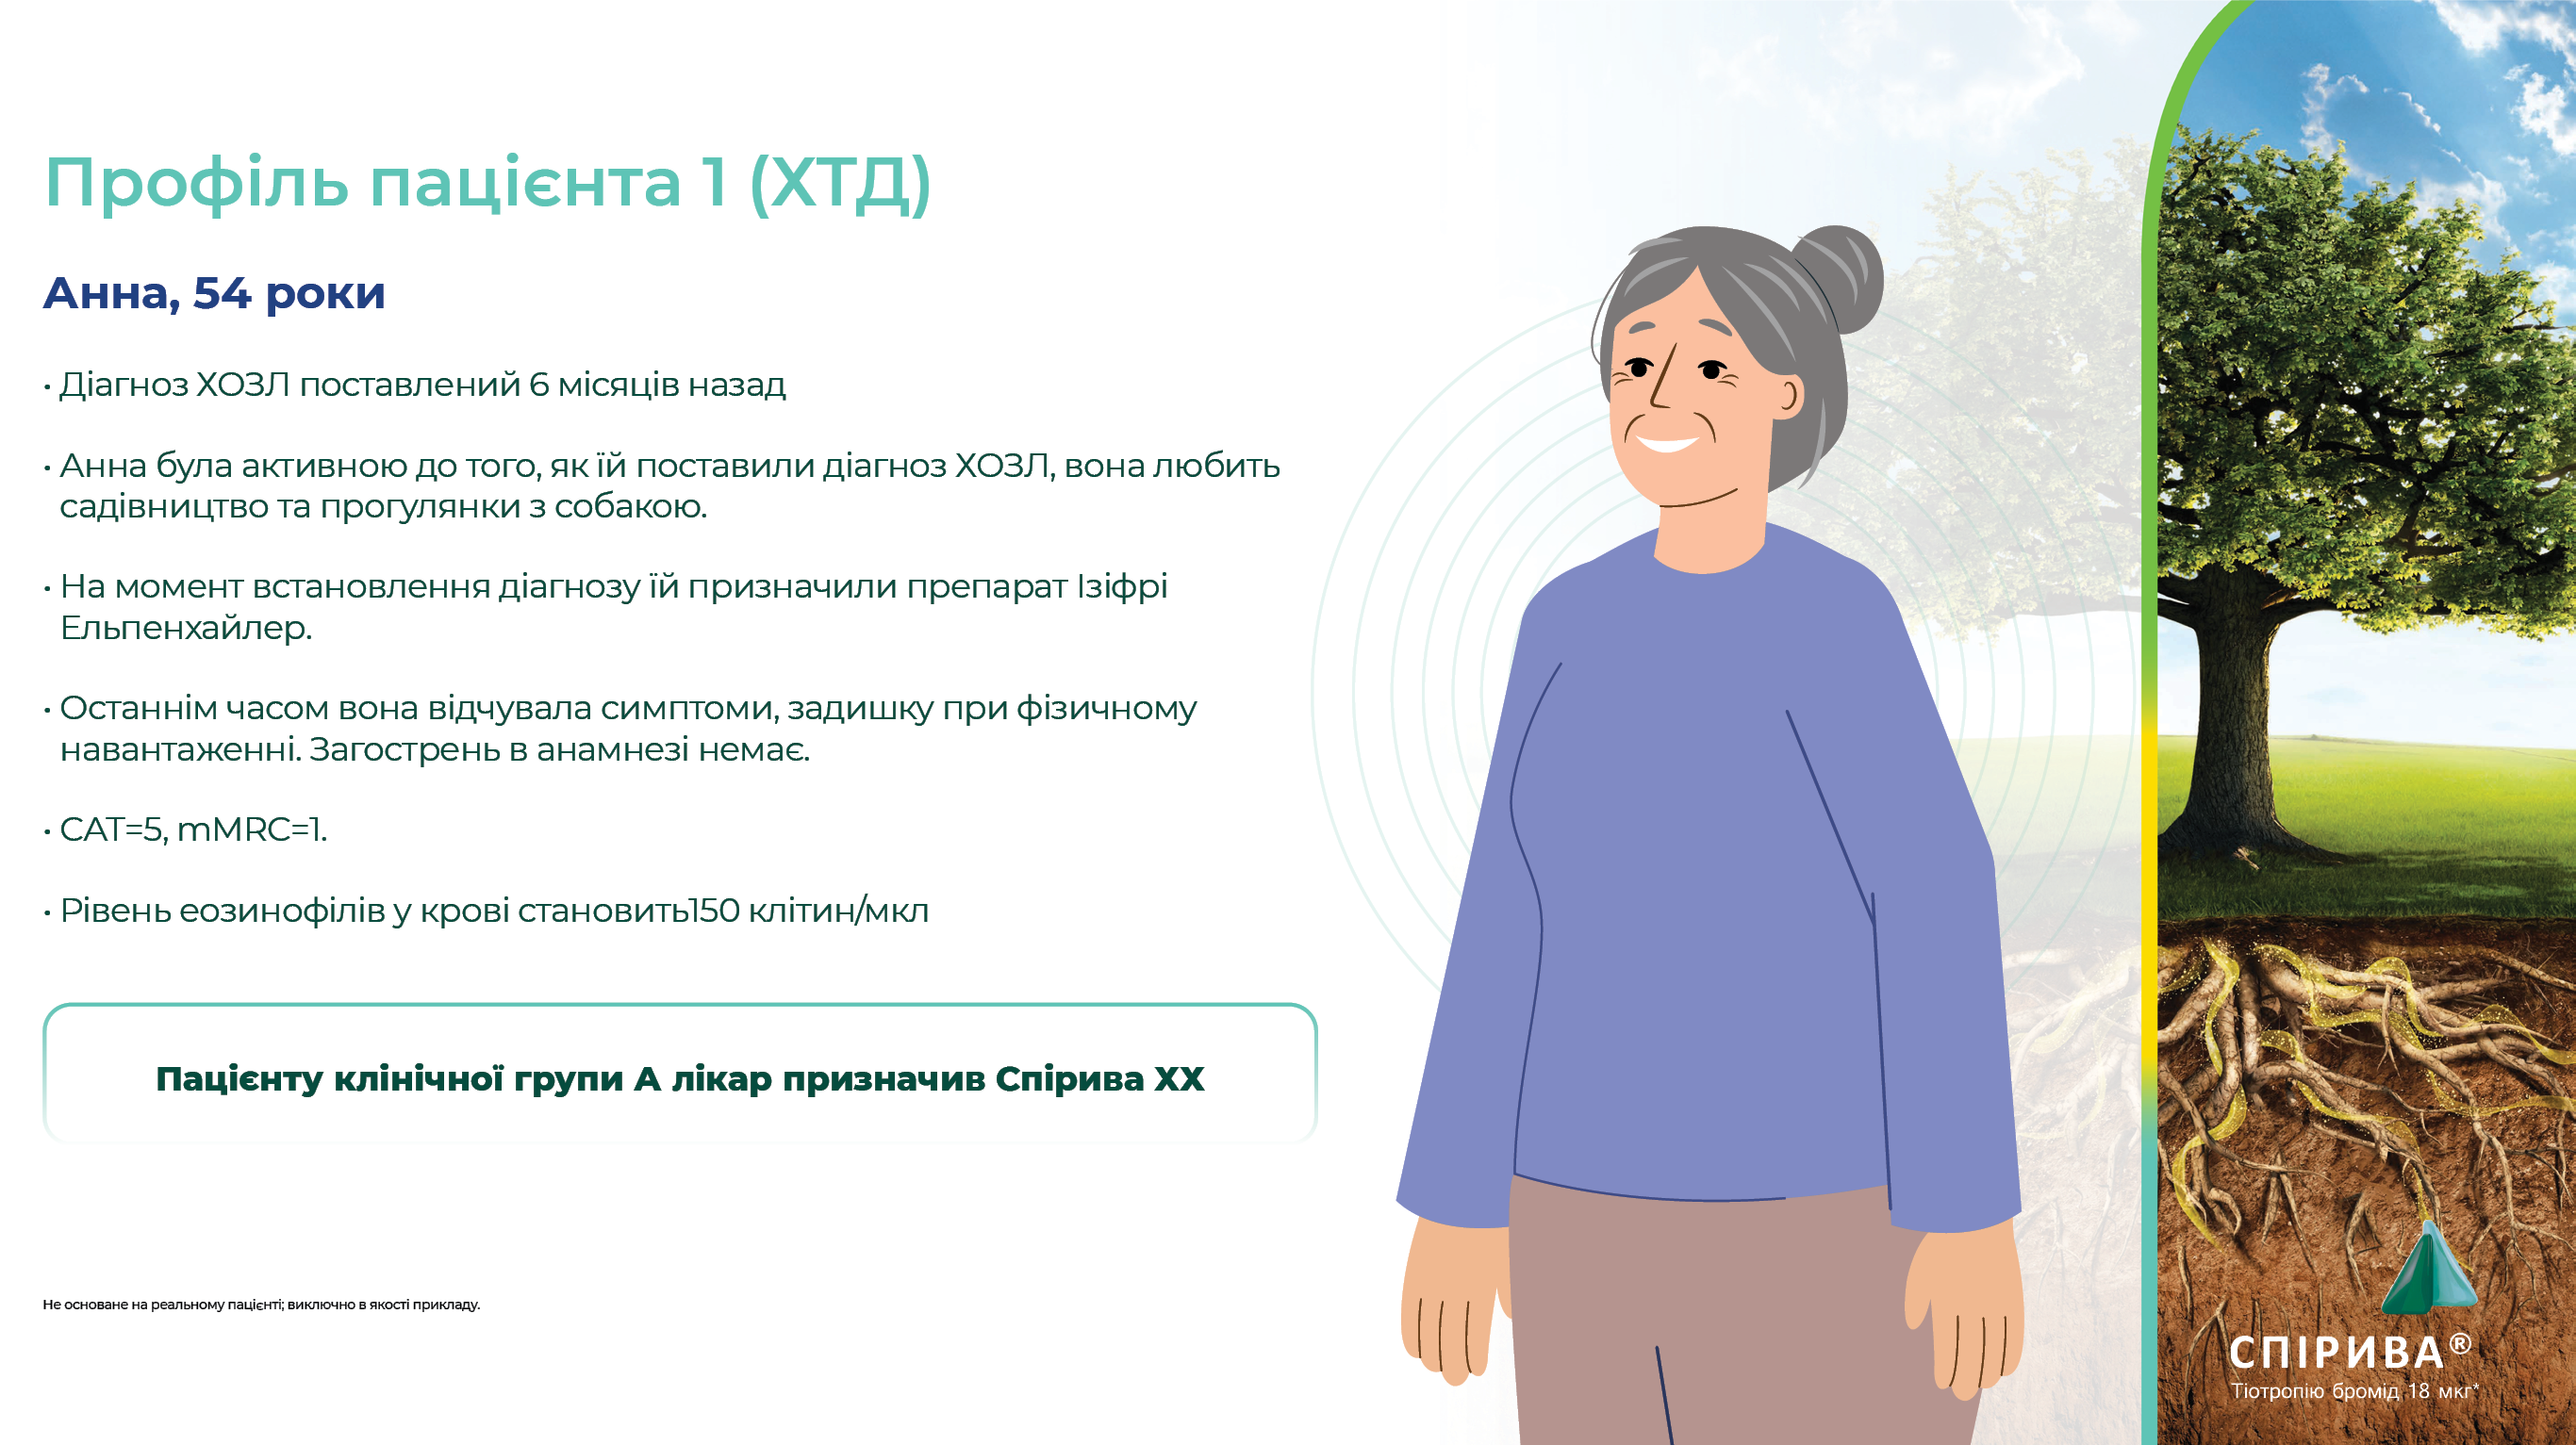 Профіль пацієнта 1 (ХТД)
Анна, 54 роки
• Діагноз ХОЗЛ поставлений 6 місяців назад
• Анна була активною до того, як їй поставили діагноз ХОЗЛ, вона любить
садівництво та прогулянки з собакою.
• На момент встановлення діагнозу їй призначили препарат Ізіфрі
Ельпенхайлер.
• Останнім часом вона відчувала симптоми, задишку при фізичному
навантаженні. Загострень в анамнезі немає.
• CAT=5, mMRC=1.
• Рівень еозинофілів у крові становить150 клітин/мкл
Пацієнту клінічної групи А лікар призначив Спірива ХХ
Не основане на реальному пацієнті; виключно в якості прикладу.
СПІРИВА®
Тіотропію бромід 18 мкг*